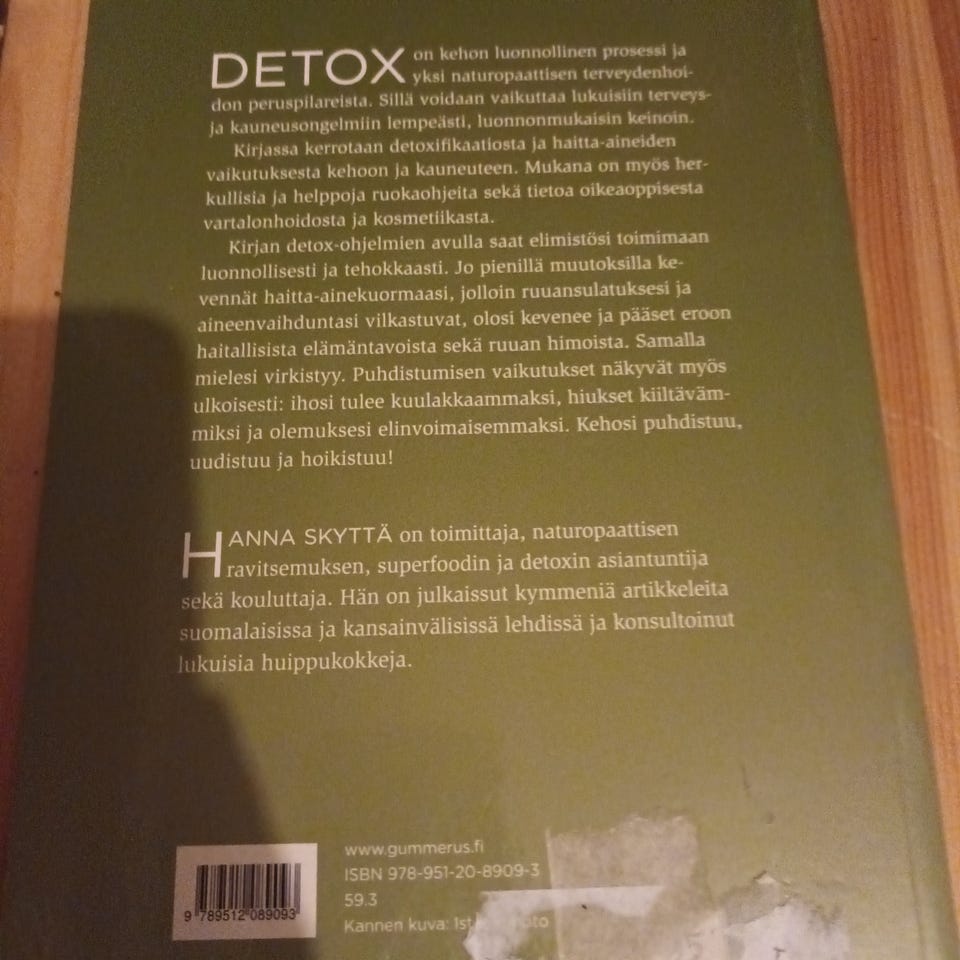 DETOX on kehon luonnollinen prosessi ja
yksi naturopaattisen terveydenhoi-
don peruspilareista. Sillä voidaan vaikuttaa lukuisiin terveys-
ja kauneusongelmiin lempeästi, luonnonmukaisin keinoin.
Kirjassa kerrotaan detoxifikaatiosta ja haitta-aineiden
vaikutuksesta kehoon ja kauneuteen. Mukana on myös her-
kullisia ja helppoja ruokaohjeita sekä tietoa oikeaoppisesta
vartalonhoidosta ja kosmetiikasta.
Kirjan detox-ohjelmien avulla saat elimistösi toimimaan
luonnollisesti ja tehokkaasti. Jo pienillä muutoksilla ke-
vennät haitta-ainekuormaasi, jolloin ruuansulatuksesi ja
aineenvaihduntasi vilkastuvat, olosi kevenee ja pääset eroon
haitallisista elämäntavoista sekä ruuan himoista. Samalla
mielesi virkistyy. Puhdistumisen vaikutukset näkyvät myös
ulkoisesti: ihosi tulee kuulakkaammaksi, hiukset kiiltäväm-
miksi ja olemuksesi elinvoimaisemmaksi. Kehosi puhdistuu,
uudistuu ja hoikistuu!
HANNA SKYTTÄ on toimittaja, naturopaattisen
ravitsemuksen, superfoodin ja detoxin asiantuntija
sekä kouluttaja. Hän on julkaissut kymmeniä artikkeleita
suomalaisissa ja kansainvälisissä lehdissä ja konsultoinut
lukuisia huippukokkeja.
www.gummerus.fi
ISBN 978-951-20-8909-3
59.3
Kannen kuva:
9 789512 089093